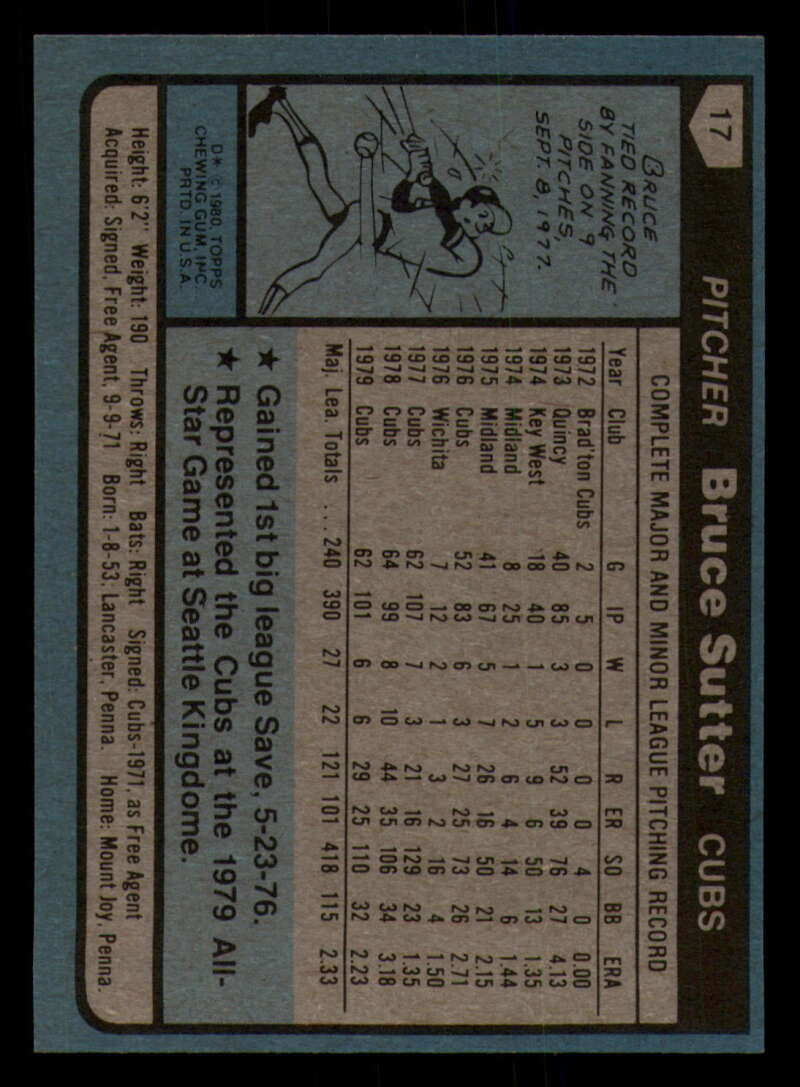 17
PITCHER Bruce Sutter CUBS
BRUCE
TIED RECORD
BY FANNING THE
SIDE ON 9
PITCHES,
SEPT. 8, 1977.
D* © 1980 TOPPS
CHEWING GUM, INC.
PRTD. IN U.S.A.
COMPLETE MAJOR AND MINOR LEAGUE PITCHING RECORD
Year Club G IP W L R ER SO BB ERA
1972 Brad'ton Cubs 2 5 0 0 0 0 4 0 0.00
1973 Quincy 40 85 3 3 52 39 76 27 4.13
1974 Key West 18 40 1 5 9 6 50 13 1.35
1974 Midland 8 25 1 2 6 4 14 6 1.44
1975 Midland 41 67 5 7 26 16 50 21 2.15
1976 Cubs 52 83 6 3 27 25 73 26 2.71
1976 Wichita 7 12 2 1 3 2 16 4 1.50
1977 Cubs 62 107 7 3 21 16 129 23 1.35
1978 Cubs 64 99 8 10 44 35 106 34 3.18
1979 Cubs 62 101 6 6 29 25 110 32 2.23
Maj. Lea. Totals ... 240 390 27 22 121 101 418 115 2.33
★ Gained 1st big league Save, 5-23-76.
★ Represented the Cubs at the 1979 All-
Star Game at Seattle Kingdome.
Height: 6'2" Weight: 190 Throws: Right Bats: Right Signed: Cubs-1971, as Free Agent
Acquired: Signed, Free Agent, 9-9-71 Born: 1-8-53, Lancaster, Penna. Home: Mount Joy, Penna.